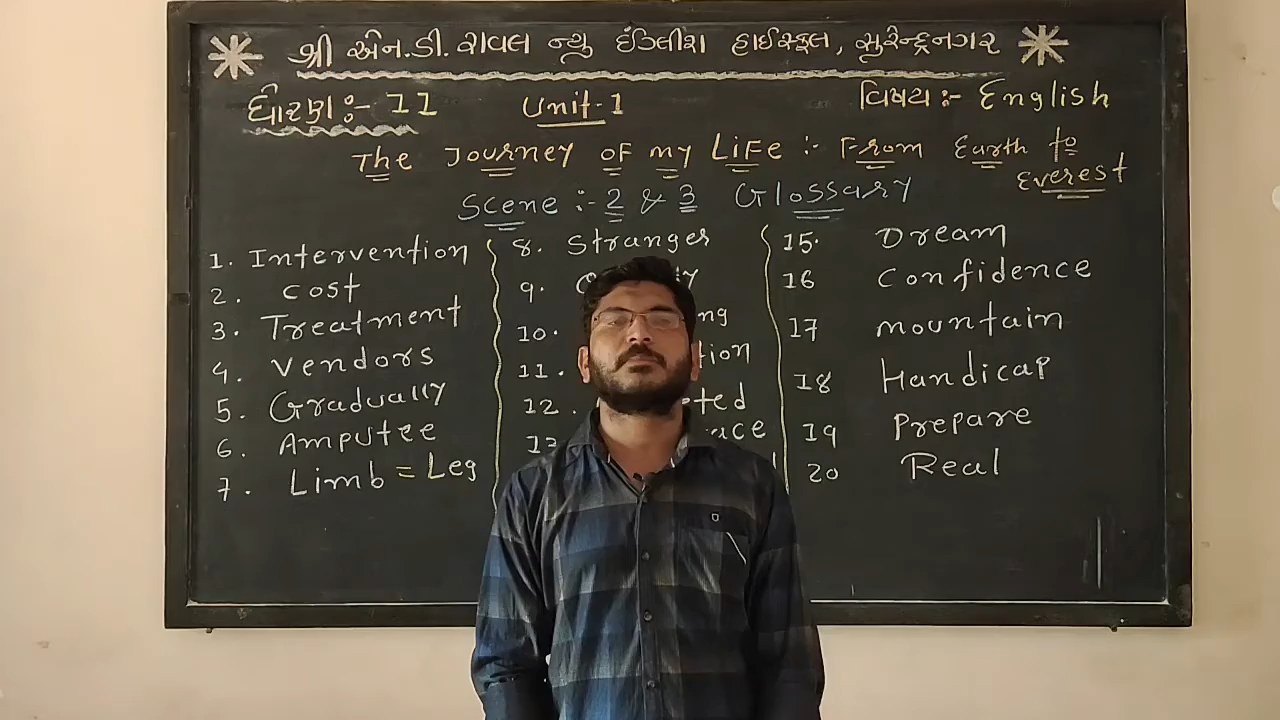 શ્રી એન.ડી. રાવલ ન્યુ ઈંગ્લીશ હાઈસ્કૂલ, સુરેન્દ્રનગર
ધોરણ :- 11 Unit-1 વિષય :- English
The Journey of my Life :- From Earth to
Everest
Scene :- 2 & 3 Glossary
1. Intervention
2. Cost
3. Treatment
4. Vendors
5. Gradually
6. Amputee
7. Limb = Leg
8. Stranger
9.
10.
11.
12.
13
15. Dream
16 Confidence
17 mountain
18 Handicap
19 Prepare
20 Real